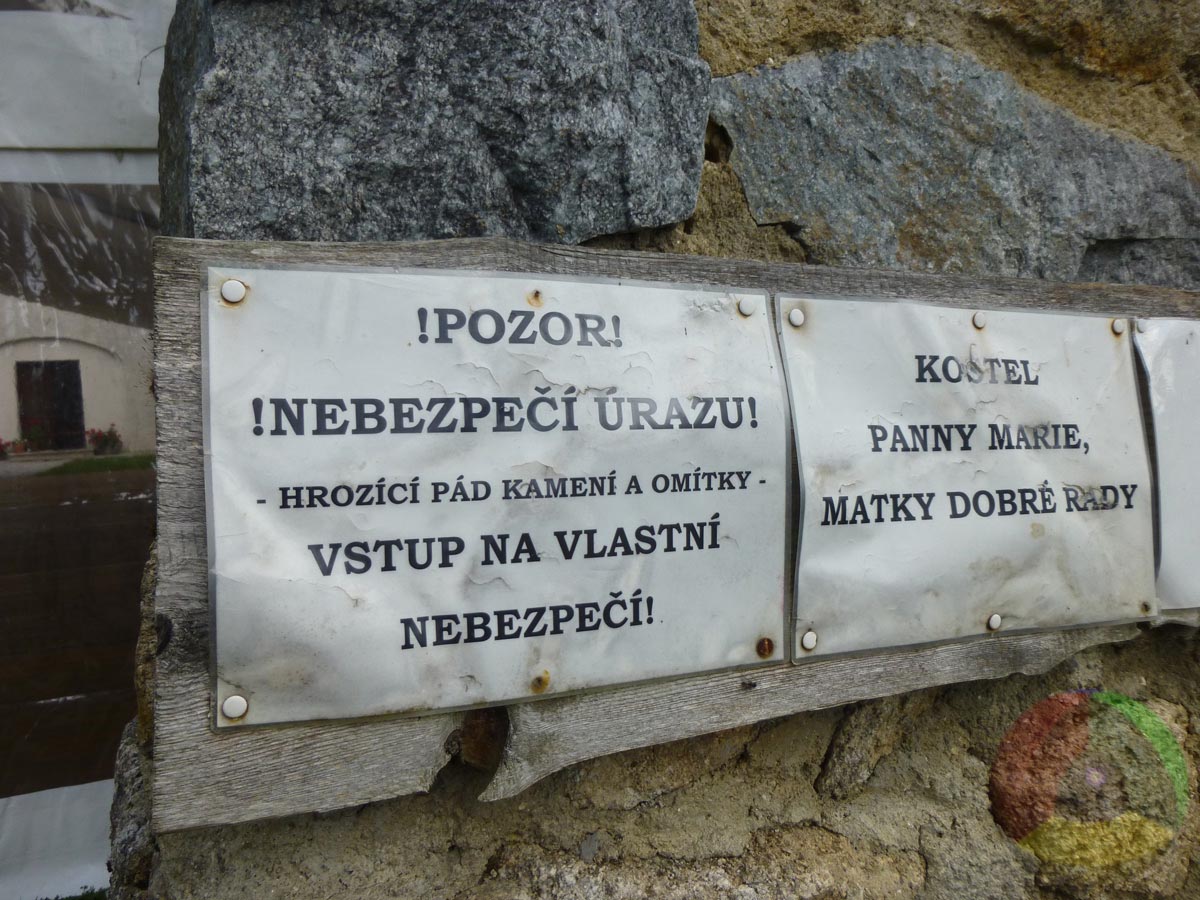 !POZOR!
!NEBEZPEČÍ ÚRAZU!
- HROZÍCÍ PÁD KAMENÍ A OMÍTKY -
VSTUP NA VLASTNÍ
NEBEZPEČÍ!
KOSTEL
PANNY MARIE,
MATKY DOBRÉ RADY